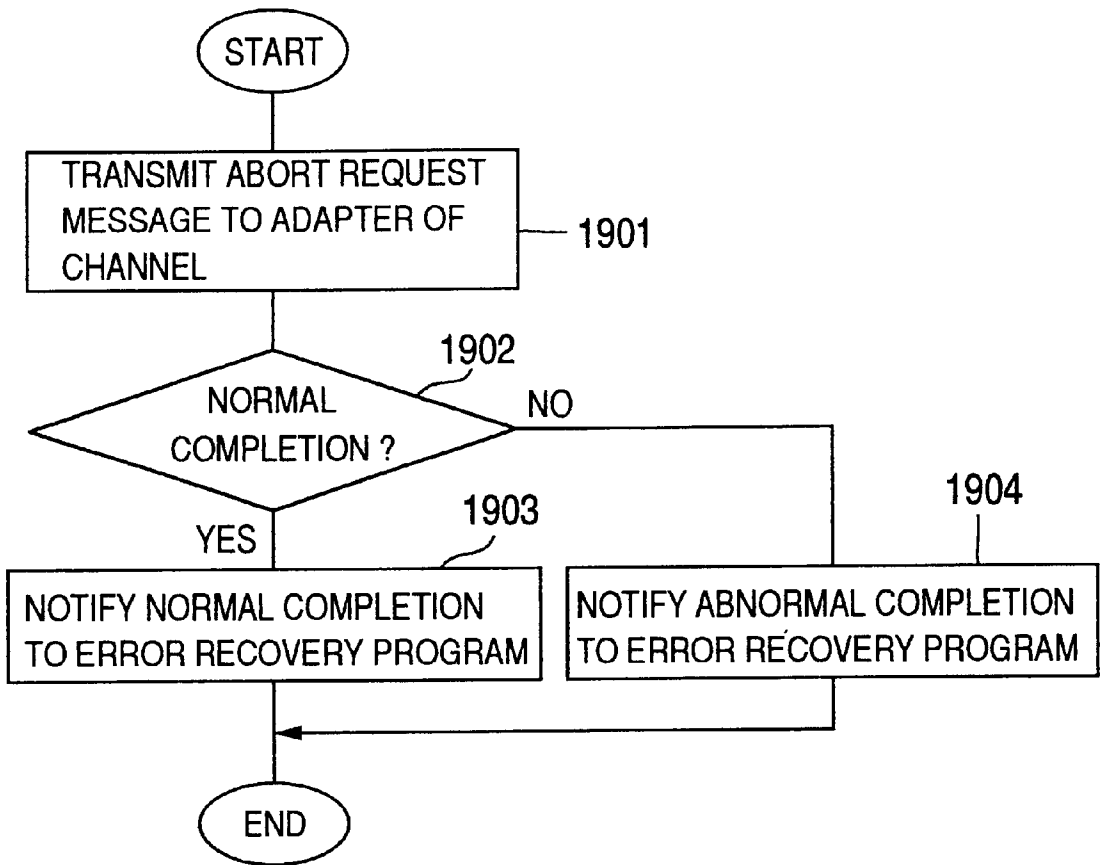 START
TRANSMIT ABORT REQUEST
MESSAGE TO ADAPTER OF
CHANNEL
1901
1902
NORMAL
COMPLETION ?
NO
YES
1903
NOTIFY NORMAL COMPLETION
TO ERROR RECOVERY PROGRAM
1904
NOTIFY ABNORMAL COMPLETION
TO ERROR RECOVERY PROGRAM
END